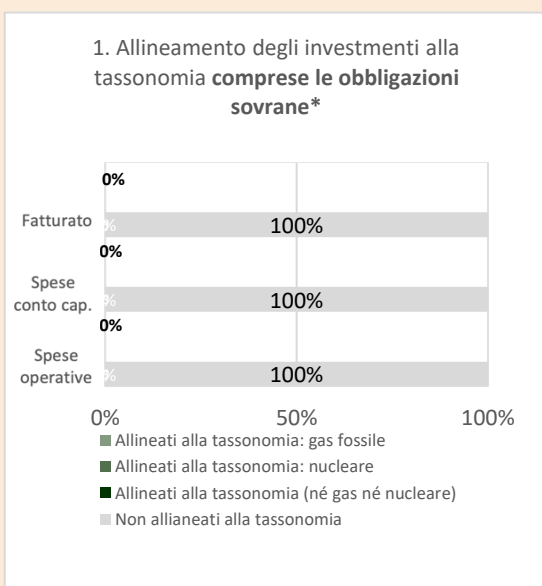 1. Allineamento degli investimenti alla
tassonomia comprese le obbligazioni
sovrane*
0%
Fatturato
%
100%
0%
Spese
conto cap.
%
100%
0%
Spese
operative
%
100%
0%
50%
100%
Allineati alla tassonomia: gas fossile
Allineati alla tassonomia: nucleare
Allineati alla tassonomia (né gas né nucleare)
Non allianeati alla tassonomia